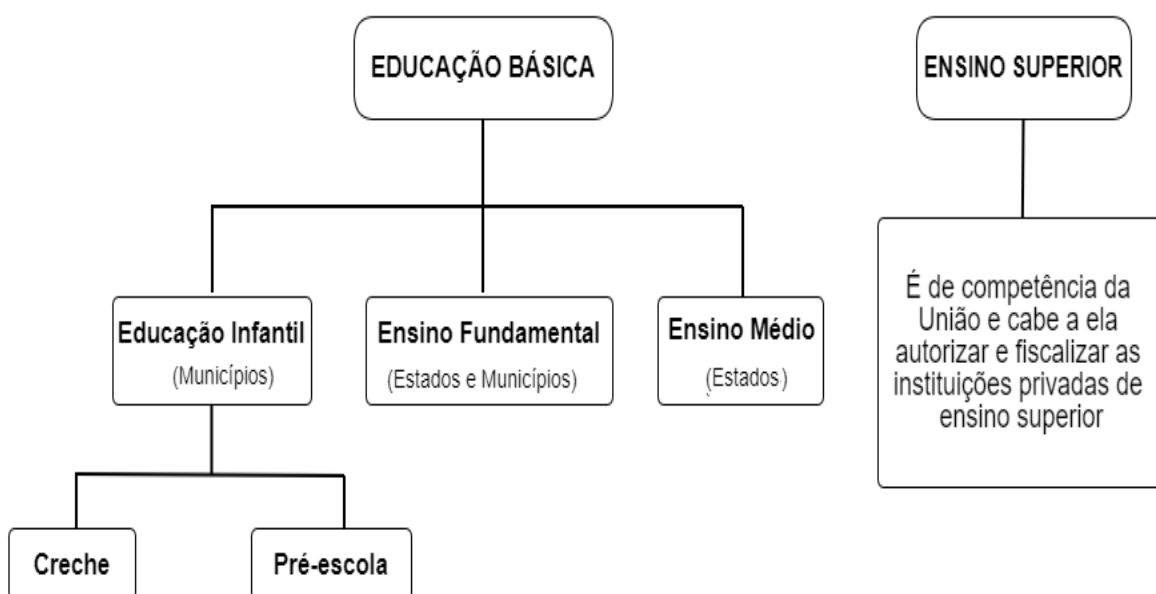 EDUCAÇÃO BÁSICA
ENSINO SUPERIOR
Educação Infantil
(Municípios)
Ensino Fundamental
(Estados e Municípios)
Ensino Médio
(Estados)
É de competência da
União e cabe a ela
autorizar e fiscalizar as
instituições privadas de
ensino superior
Creche
Pré-escola